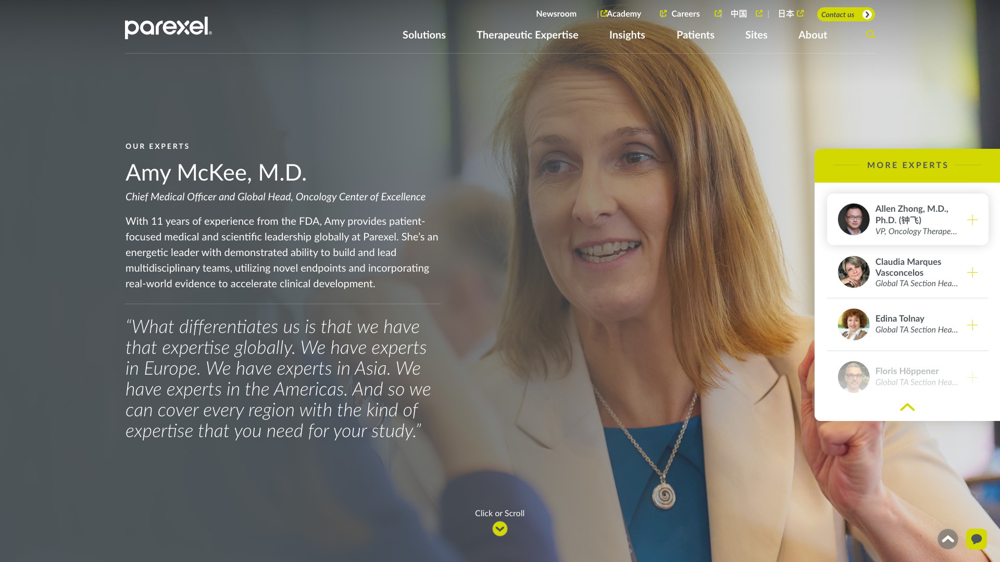 Newsroom
Academy
Careers
中国
日本
Contact us
parexel®
Solutions
Therapeutic Expertise
Insights
Patients
Sites
About
OUR EXPERTS
Amy McKee, M.D.
Chief Medical Officer and Global Head, Oncology Center of Excellence
With 11 years of experience from the FDA, Amy provides patient-
focused medical and scientific leadership globally at Parexel. She’s an
energetic leader with demonstrated ability to build and lead
multidisciplinary teams, utilizing novel endpoints and incorporating
real-world evidence to accelerate clinical development.
“What differentiates us is that we have
that expertise globally. We have experts
in Europe. We have experts in Asia. We
have experts in the Americas. And so we
can cover every region with the kind of
expertise that you need for your study.”
MORE EXPERTS
Allen Zhong, M.D.,
Ph.D. (钟飞)
VP, Oncology Therape...
Claudia Marques
Vasconcelos
Global TA Section Hea...
Edina Tolnay
Global TA Section Hea...
Floris Höppener
Global TA Section Hea...
Click or Scroll